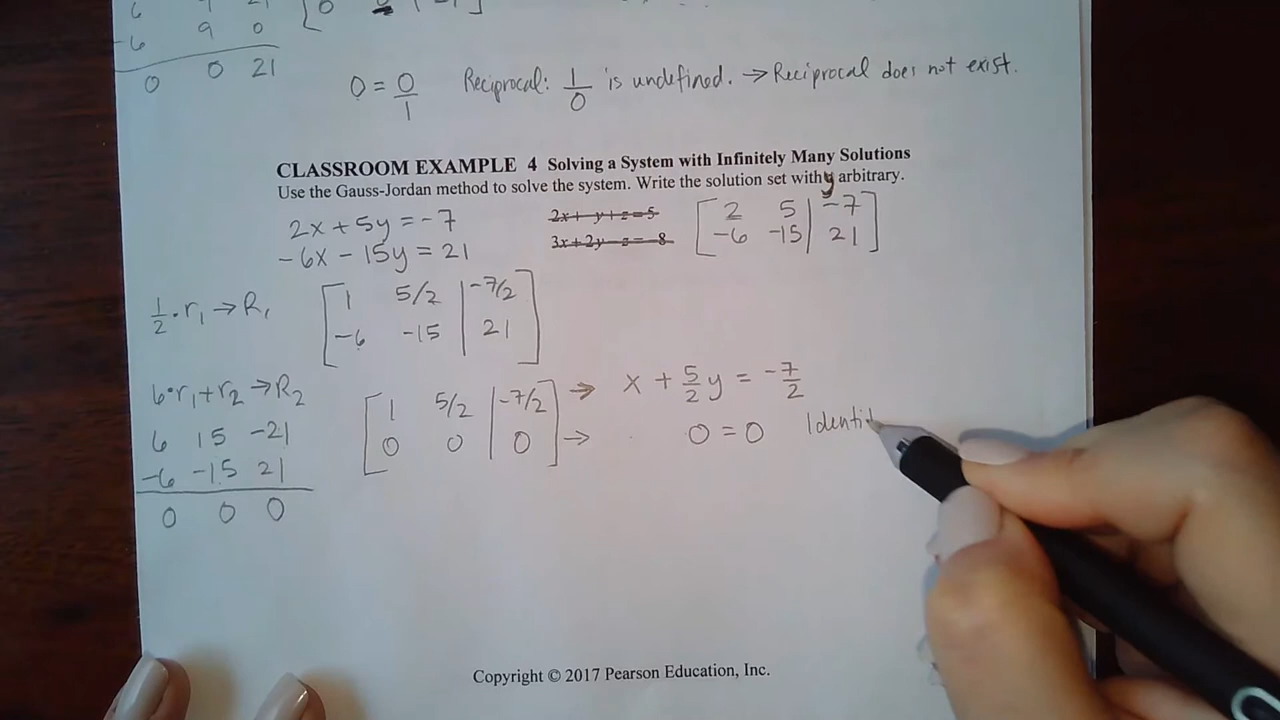 6 9 0
-6
0 0 21
0 = 0/1 Reciprocal: 1/0 is undefined. → Reciprocal does not exist.
CLASSROOM EXAMPLE 4 Solving a System with Infinitely Many Solutions
Use the Gauss-Jordan method to solve the system. Write the solution set with y arbitrary.
2x + 5y = -7
-6x - 15y = 21
2x + y + z = 5
3x + 2y - z = -8
[ 2 5 | -7 ]
[ -6 -15 | 21 ]
1/2 · r₁ → R₁
[ 1 5/2 | -7/2 ]
[ -6 -15 | 21 ]
6·r₁ + r₂ → R₂
6 15 -21
-6 -15 21
0 0 0
[ 1 5/2 | -7/2 ] → x + 5/2 y = -7/2
[ 0 0 | 0 ] → 0 = 0 Identi
Copyright © 2017 Pearson Education, Inc.